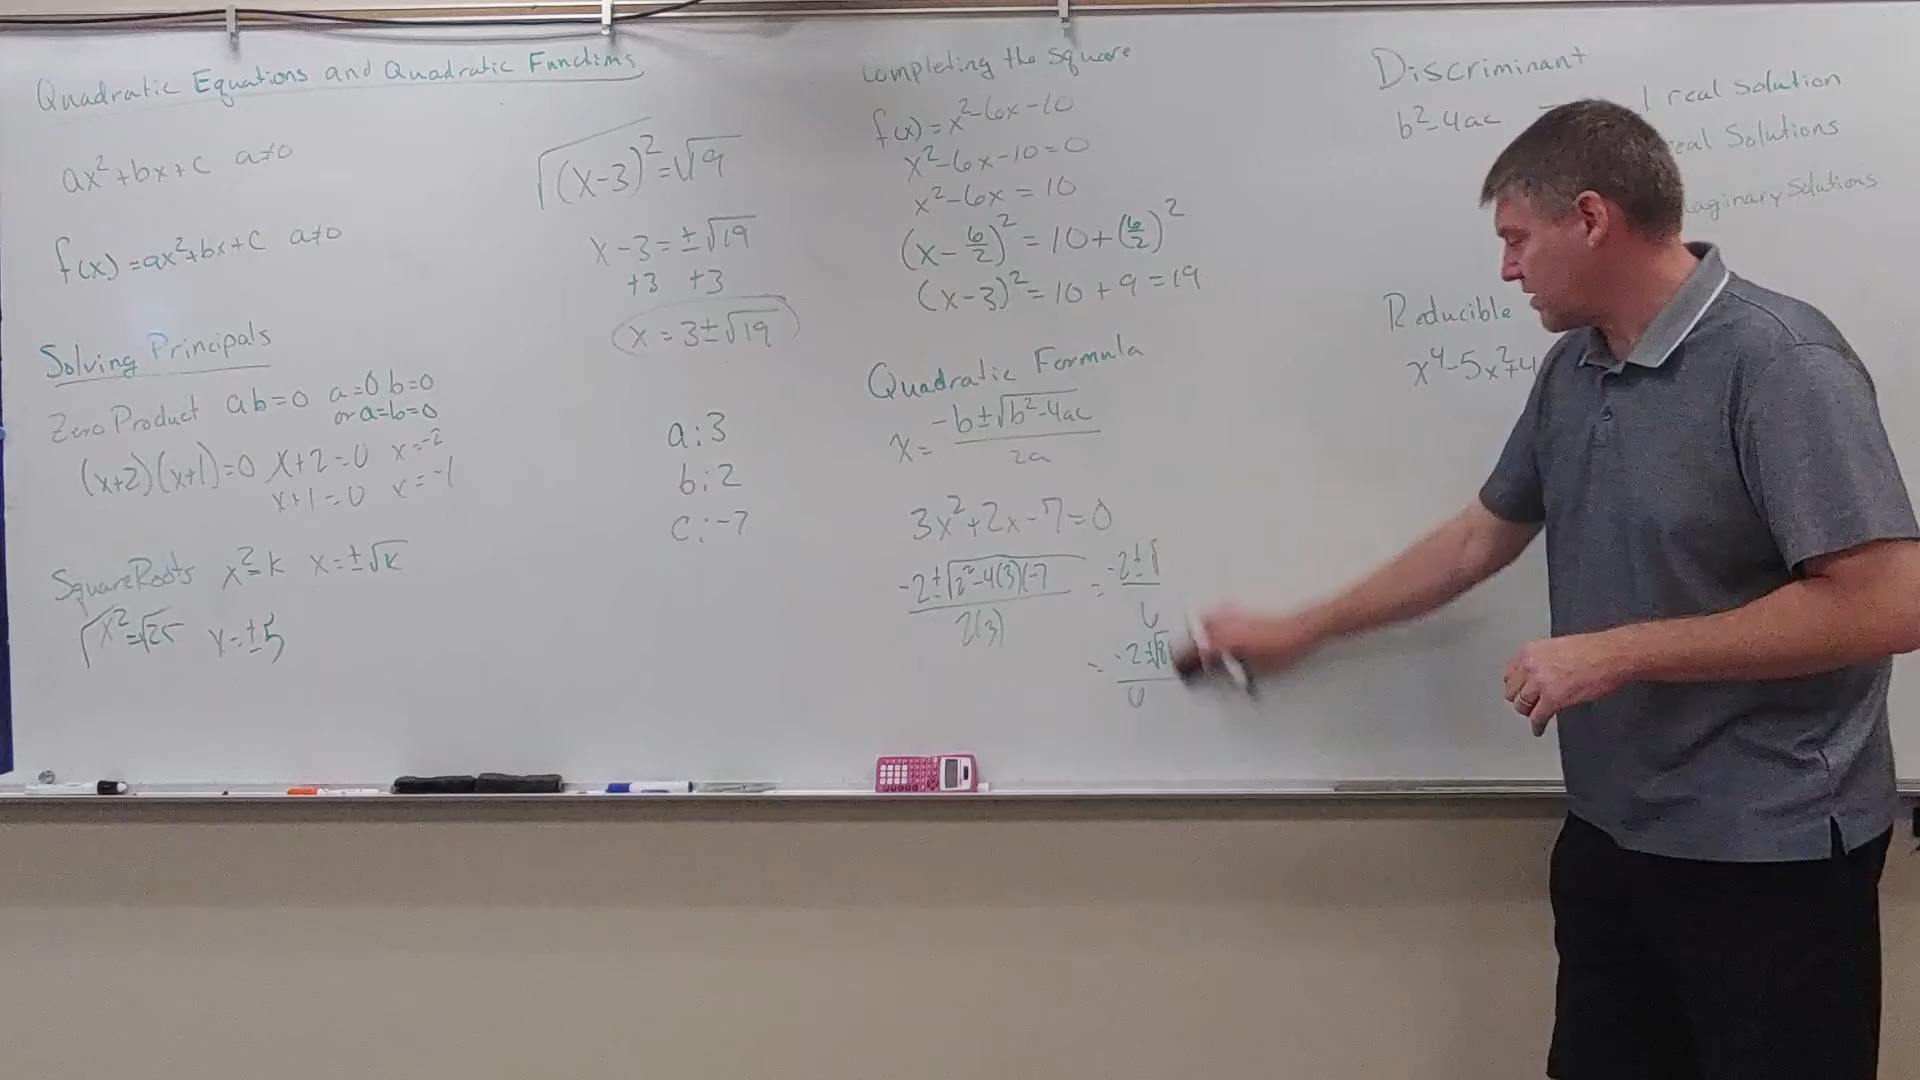 Quadratic Equations and Quadratic Functions
ax²+bx+c a≠0
f(x)=ax²+bx+c a≠0
Solving Principals
Zero Product ab=0 a=0 b=0
or a=b=0
(x+2)(x+1)=0 x+2=0 x=-2
x+1=0 x=-1
Square Roots x²=k x=±√k
√x²=√25 x=±5
√(x-3)²=√9
x-3=±√19
+3 +3
x=3±√19
a:3
b:2
c:-7
Completing the square
f(x)=x²-6x-10
x²-6x-10=0
x²-6x=10
(x-6/2)²=10+(6/2)²
(x-3)²=10+9=19
Quadratic Formula
x=-b±√b²-4ac/2a
3x²+2x-7=0
-2±√2²-4(3)(-7/2(3) = -2±√/6
= -2±√8
Discriminant
b²-4ac 1 real solution
real Solutions
maginary Solutions
Reducible
x⁴-5x²+4